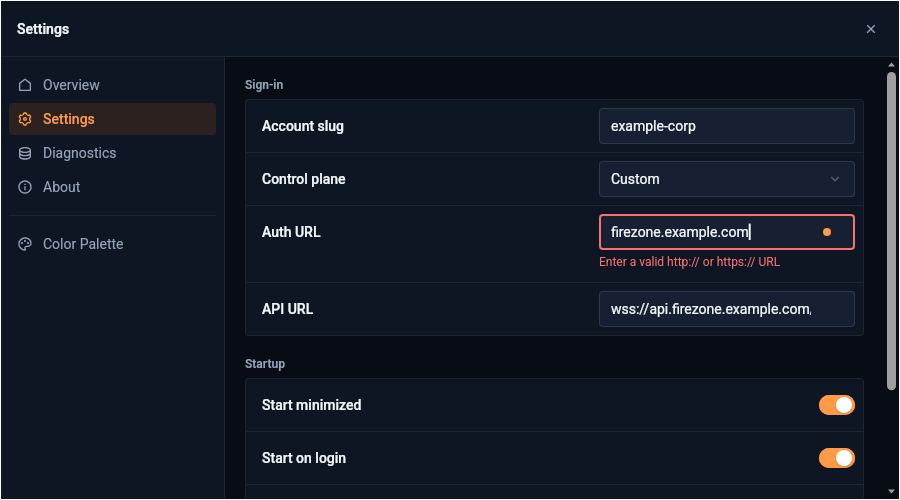 Settings
Overview
Settings
Diagnostics
About
Color Palette
Sign-in
Account slug
example-corp
Control plane
Custom
Auth URL
firezone.example.com
Enter a valid http:// or https:// URL
API URL
wss://api.firezone.example.com
Startup
Start minimized
Start on login